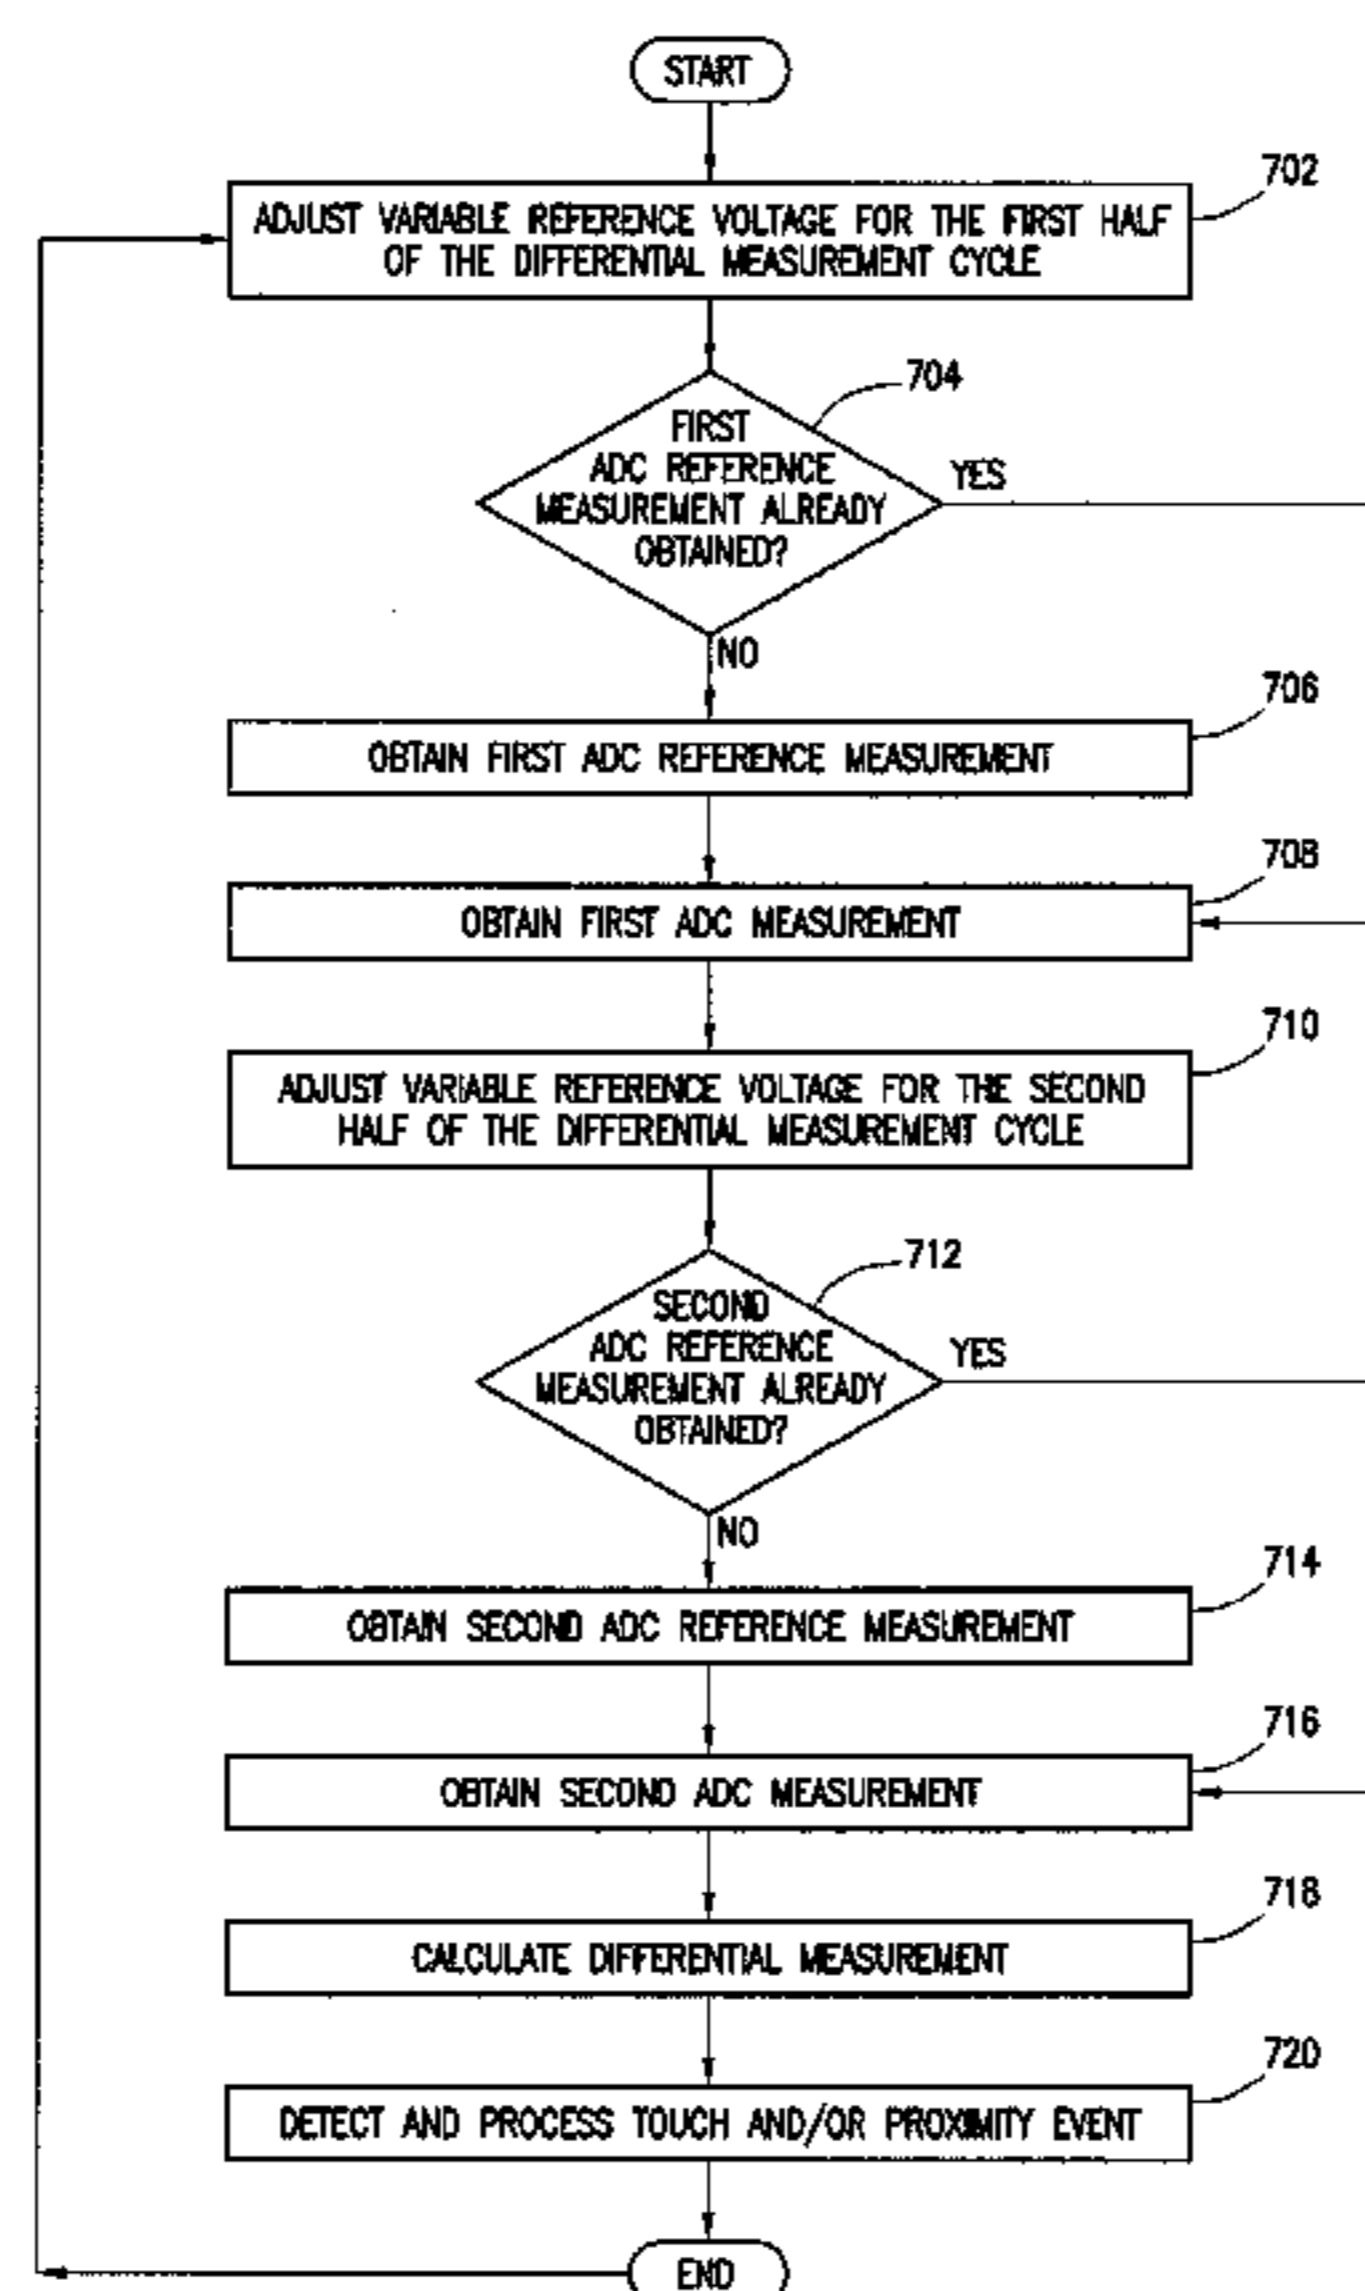 START
702
ADJUST VARIABLE REFERENCE VOLTAGE FOR THE FIRST HALF
OF THE DIFFERENTIAL MEASUREMENT CYCLE
704
FIRST
ADC REFERENCE
MEASUREMENT ALREADY
OBTAINED?
YES
NO
706
OBTAIN FIRST ADC REFERENCE MEASUREMENT
708
OBTAIN FIRST ADC MEASUREMENT
710
ADJUST VARIABLE REFERENCE VOLTAGE FOR THE SECOND
HALF OF THE DIFFERENTIAL MEASUREMENT CYCLE
712
SECOND
ADC REFERENCE
MEASUREMENT ALREADY
OBTAINED?
YES
NO
714
OBTAIN SECOND ADC REFERENCE MEASUREMENT
716
OBTAIN SECOND ADC MEASUREMENT
718
CALCULATE DIFFERENTIAL MEASUREMENT
720
DETECT AND PROCESS TOUCH AND/OR PROXIMITY EVENT
END